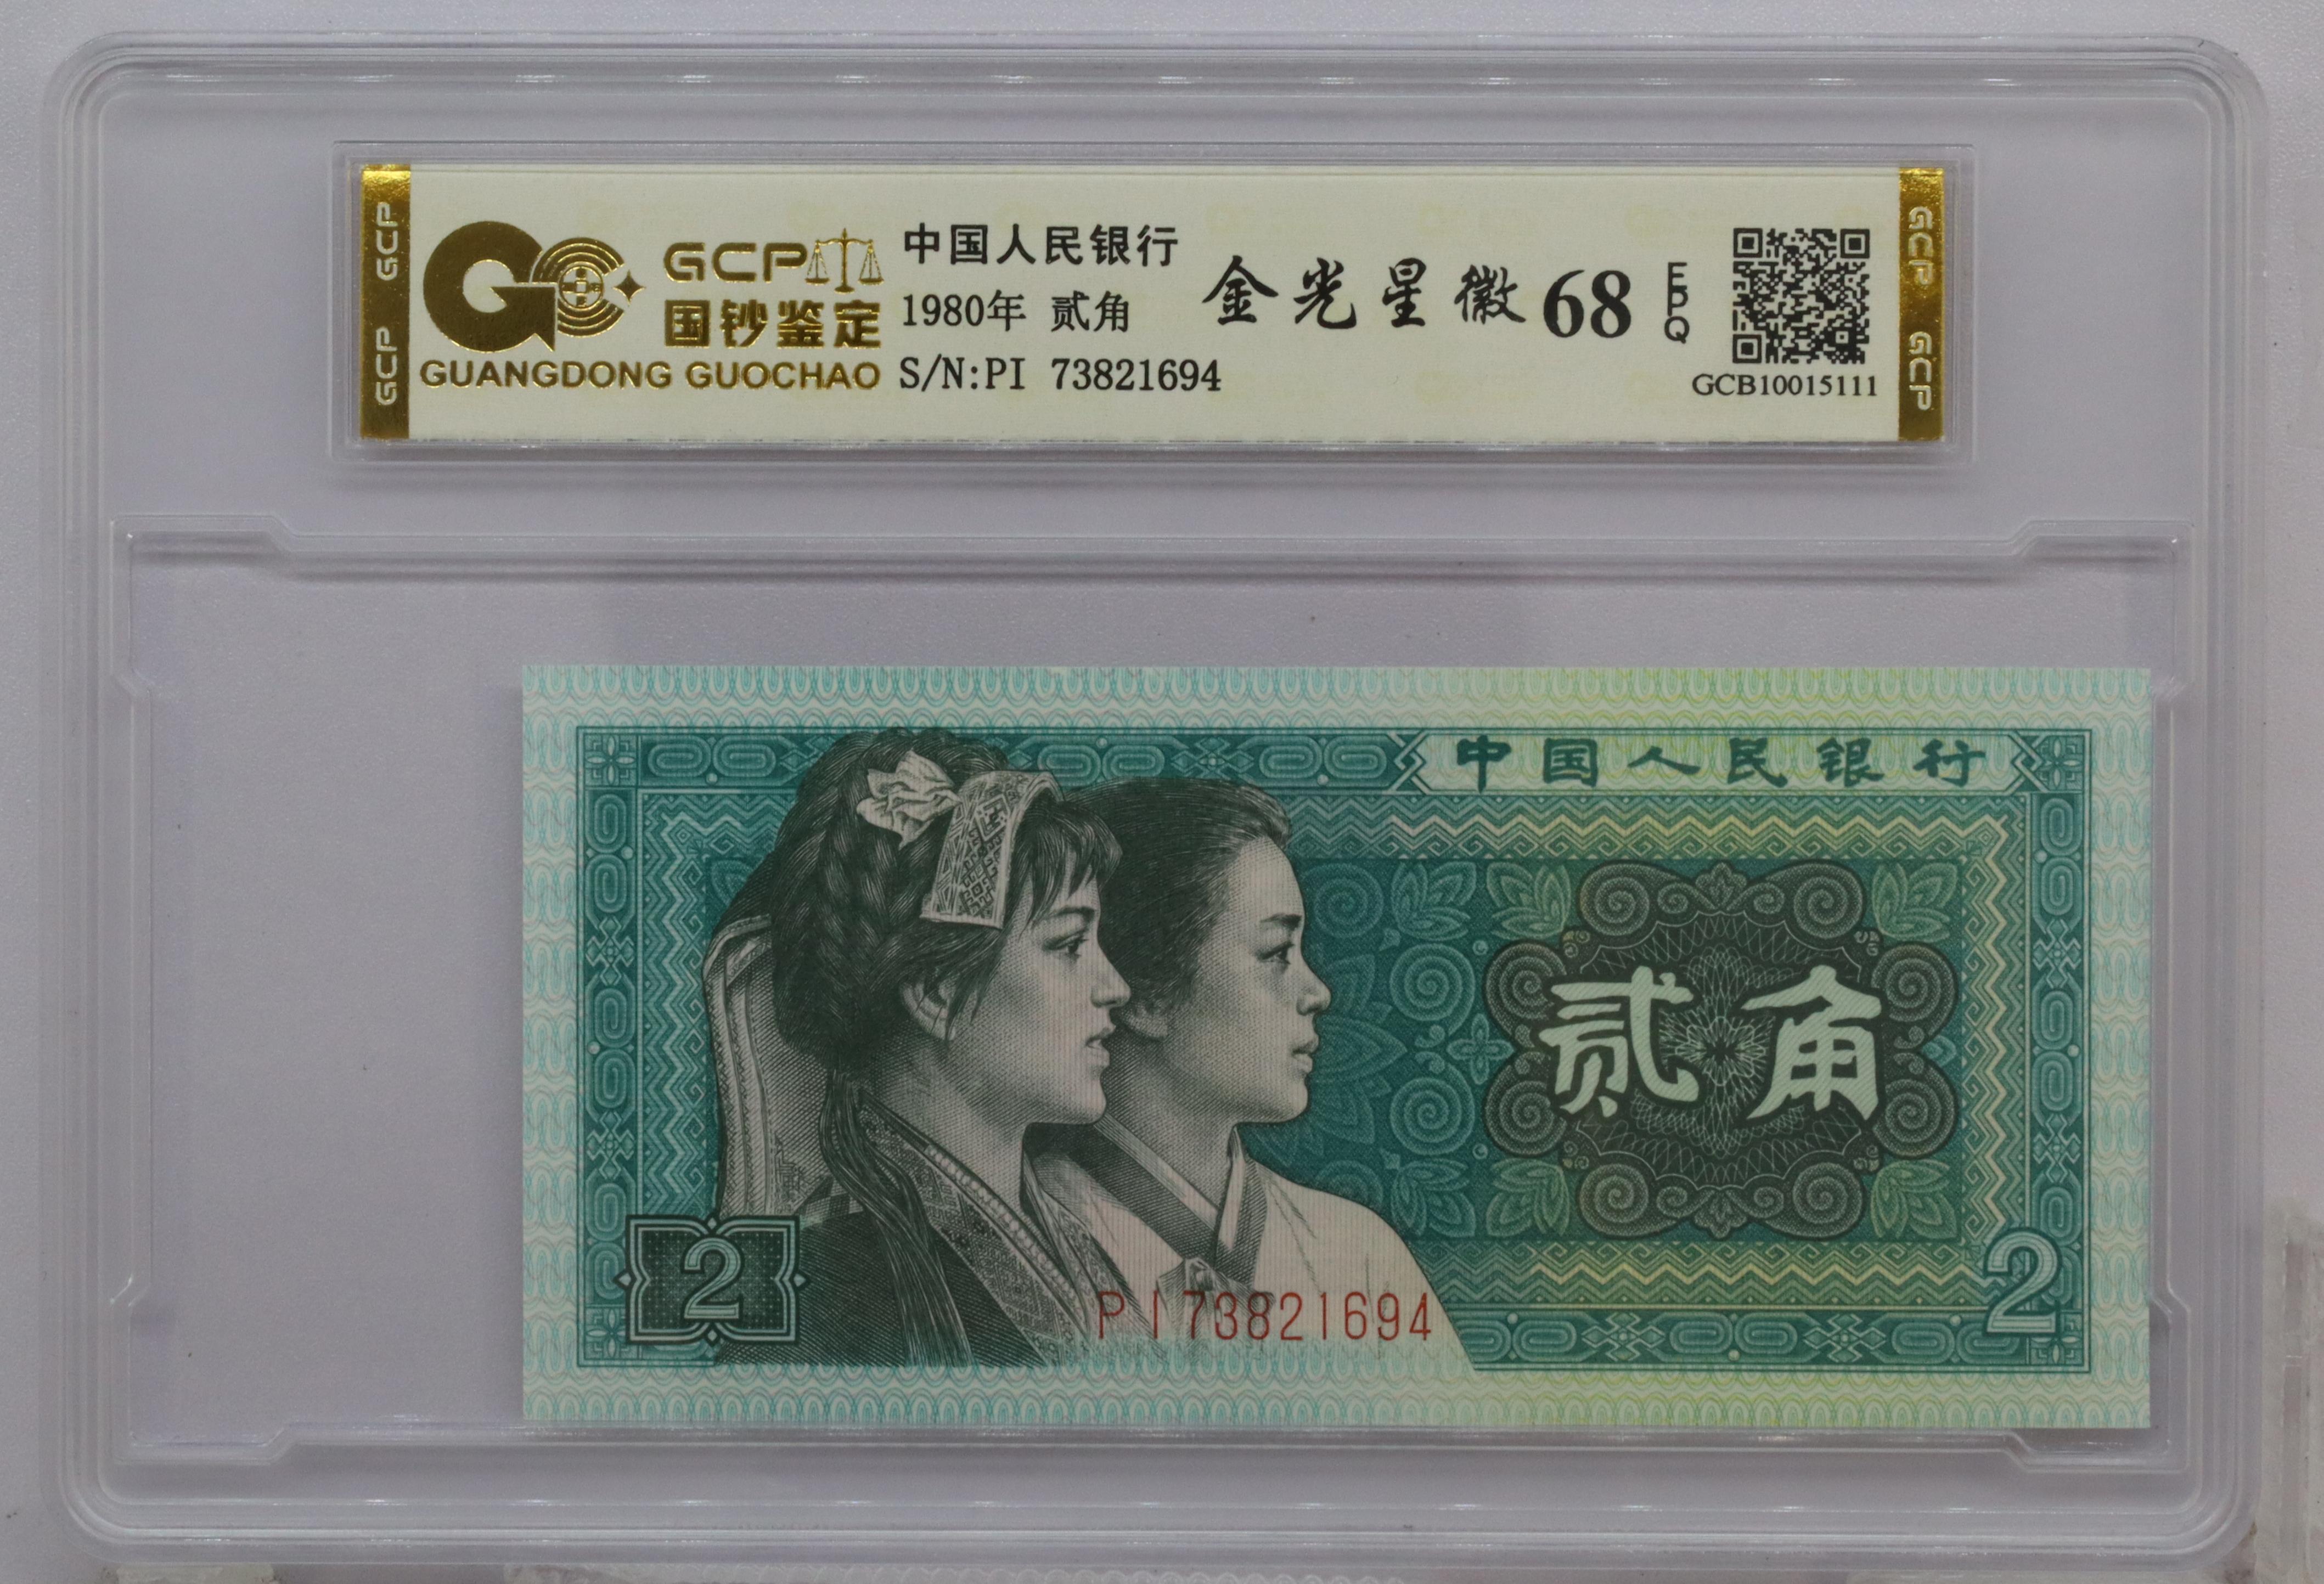 GCP GCP
GCP
国钞鉴定
GUANGDONG GUOCHAO
中国人民银行
1980年 贰角
S/N:PI 73821694
金光星徽 68 EPQ
GCB10015111
GCP GCP
中国人民银行
贰角
2
PI73821694
2